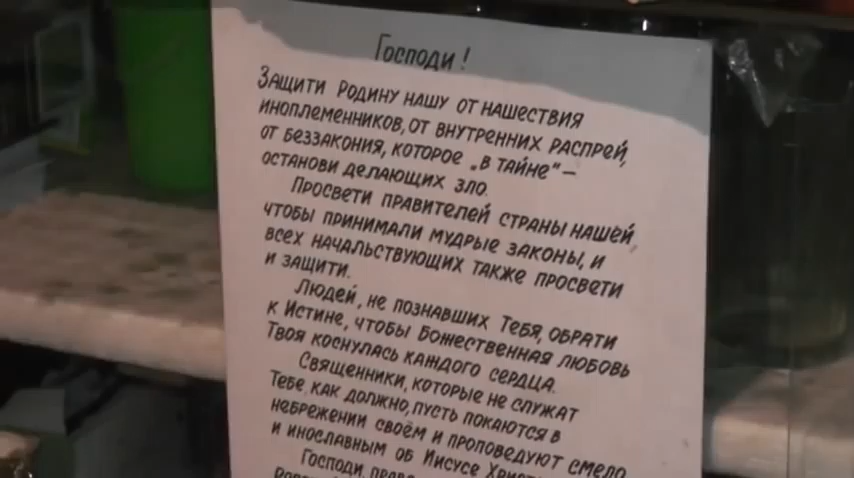 Господи!
Защити Родину нашу от нашествия
иноплеменников, от внутренних распрей,
от беззакония, которое „в тайне“ –
останови делающих зло.
Просвети правителей страны нашей,
чтобы принимали мудрые законы, и
всех начальствующих также просвети
и защити.
Людей, не познавших Тебя, обрати
к Истине, чтобы Божественная любовь
Твоя коснулась каждого сердца.
Священники, которые не служат
Тебе, как должно, пусть покаются в
небрежении своём и проповедуют смело
и инославным об Иисусе
Господи,